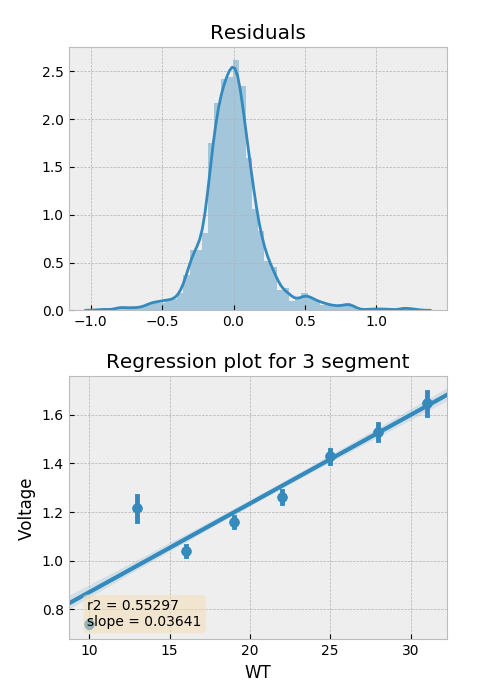 Residuals
2.5
2.0
1.5
1.0
0.5
0.0
−1.0 −0.5 0.0 0.5 1.0
Regression plot for 3 segment
Voltage
1.6
1.4
1.2
1.0
0.8
r2 = 0.55297
slope = 0.03641
10 15 20 25 30
WT